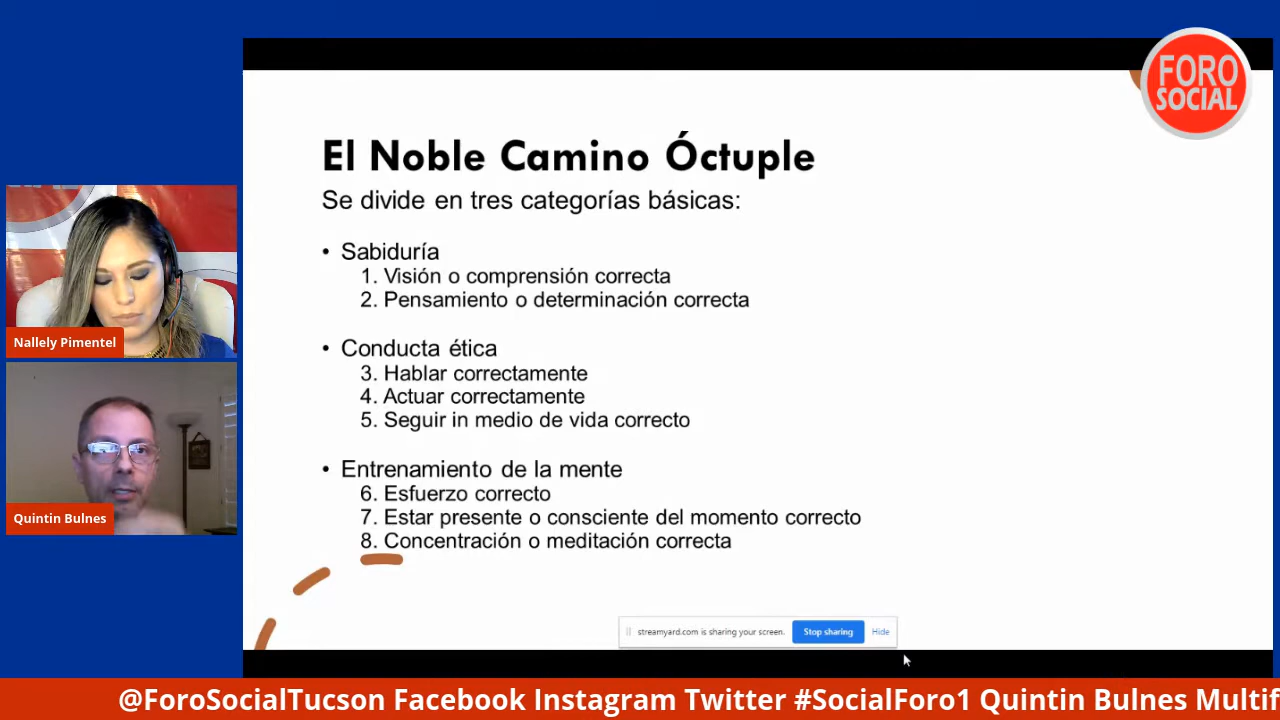 FORO
SOCIAL
El Noble Camino Óctuple
Se divide en tres categorías básicas:
• Sabiduría
1. Visión o comprensión correcta
2. Pensamiento o determinación correcta
• Conducta ética
3. Hablar correctamente
4. Actuar correctamente
5. Seguir in medio de vida correcto
• Entrenamiento de la mente
6. Esfuerzo correcto
7. Estar presente o consciente del momento correcto
8. Concentración o meditación correcta
Nallely Pimentel
Quintin Bulnes
streamyard.com is sharing your screen. Stop sharing Hide
@ForoSocialTucson Facebook Instagram Twitter #SocialForo1 Quintin Bulnes Multif